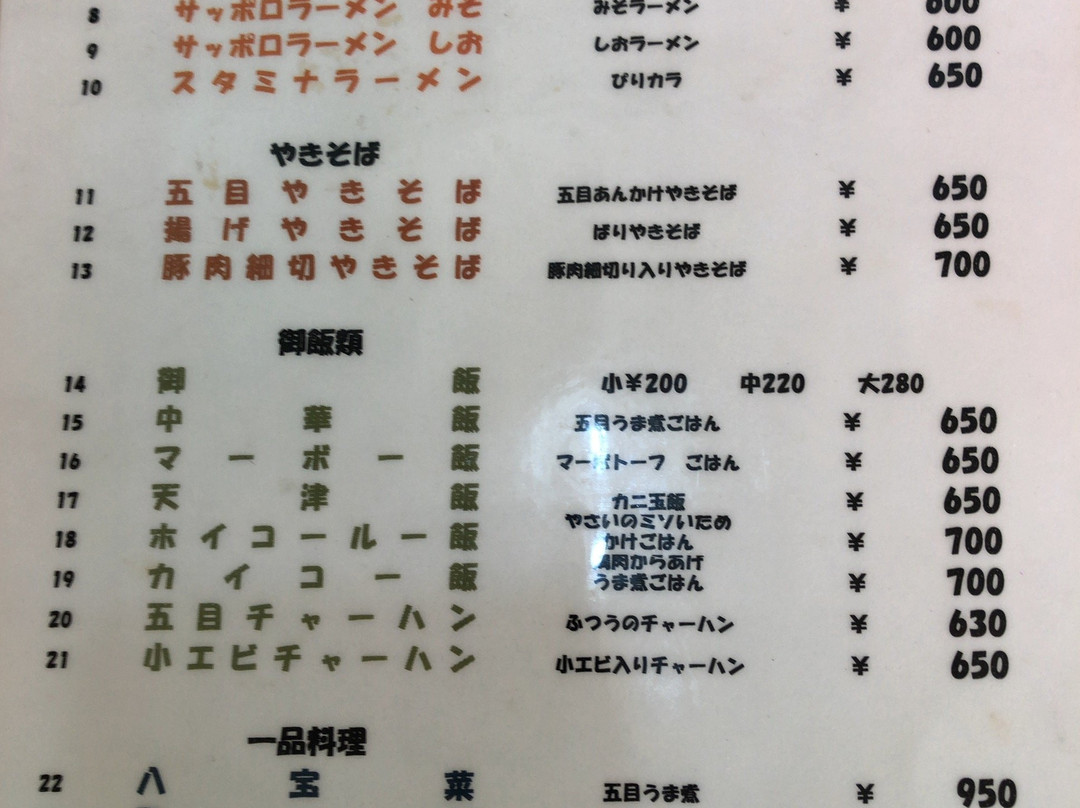 8 サッポロラーメン みそ みそラーメン ¥ 600
9 サッポロラーメン しお しおラーメン ¥ 600
10 スタミナラーメン ぴりカラ ¥ 650
やきそば
11 五目やきそば 五目あんかけやきそば ¥ 650
12 揚げやきそば ばりやきそば ¥ 650
13 豚肉細切やきそば 豚肉細切り入りやきそば ¥ 700
御飯類
14 御飯 小¥200 中220 大280
15 中華飯 五目うま煮ごはん ¥ 650
16 マーボー飯 マーボトーフ ごはん ¥ 650
17 天津飯 カニ玉飯 ¥ 650
18 ホイコールー飯 やさいのミソいため かけごはん ¥ 700
19 カイコー飯 鶏肉からあげ うま煮ごはん ¥ 700
20 五目チャーハン ふつうのチャーハン ¥ 630
21 小エビチャーハン 小エビ入りチャーハン ¥ 650
一品料理
22 八宝菜 五目うま煮 ¥ 950